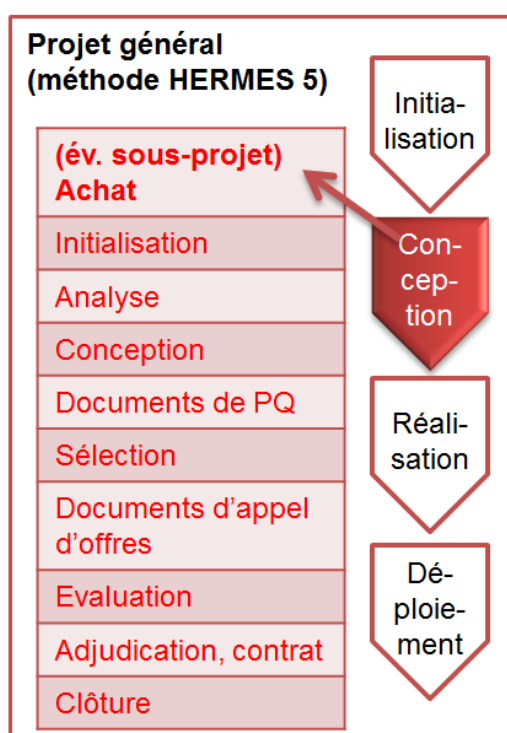 Projet général
(méthode HERMES 5)
(év. sous-projet)
Achat
Initialisation
Analyse
Conception
Documents de PQ
Sélection
Documents d’appel
d’offres
Evaluation
Adjudication, contrat
Clôture
Initia-
lisation
Con-
cep-
tion
Réali-
sation
Dé-
ploie-
ment